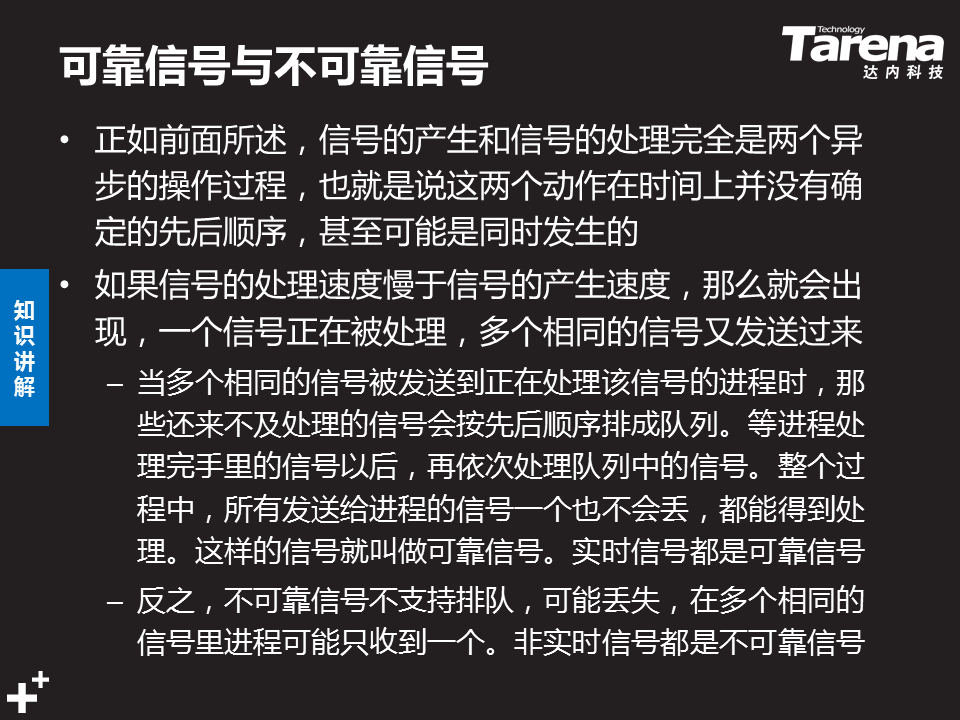 可靠信号与不可靠信号
Technology
Tarena
达内科技
• 正如前面所述，信号的产生和信号的处理完全是两个异
步的操作过程，也就是说这两个动作在时间上并没有确
定的先后顺序，甚至可能是同时发生的
• 如果信号的处理速度慢于信号的产生速度，那么就会出
现，一个信号正在被处理，多个相同的信号又发送过来
– 当多个相同的信号被发送到正在处理该信号的进程时，那
些还来不及处理的信号会按先后顺序排成队列。等进程处
理完手里的信号以后，再依次处理队列中的信号。整个过
程中，所有发送给进程的信号一个也不会丢，都能得到处
理。这样的信号就叫做可靠信号。实时信号都是可靠信号
– 反之，不可靠信号不支持排队，可能丢失，在多个相同的
信号里进程可能只收到一个。非实时信号都是不可靠信号
知
识
讲
解